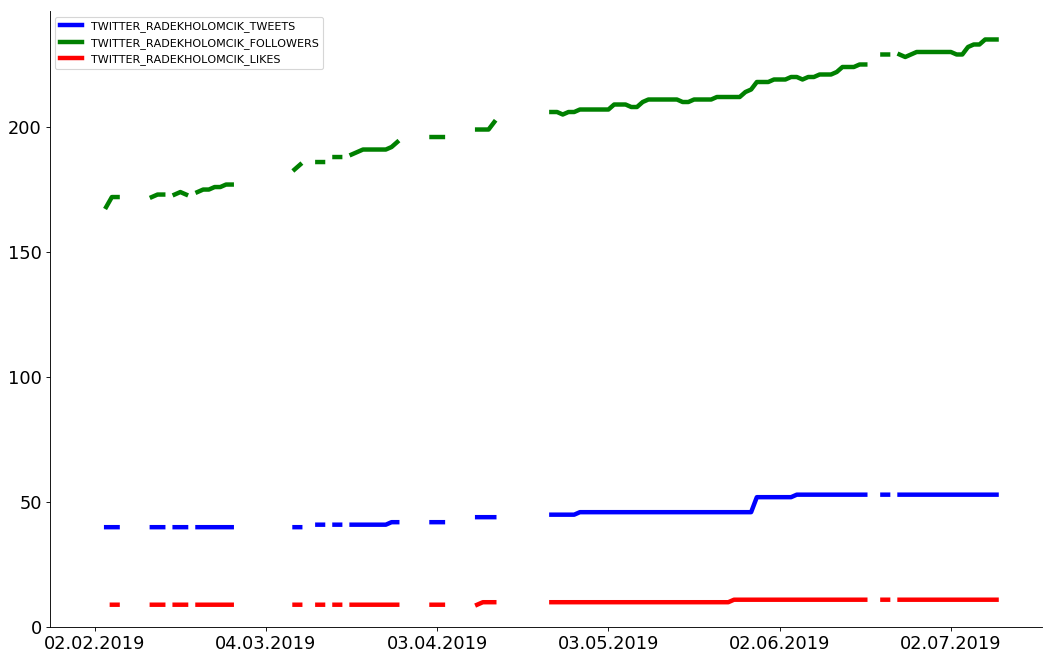 TWITTER_RADEKHOLOMCIK_TWEETS
TWITTER_RADEKHOLOMCIK_FOLLOWERS
TWITTER_RADEKHOLOMCIK_LIKES
200
150
100
50
0
02.02.2019 04.03.2019 03.04.2019 03.05.2019 02.06.2019 02.07.2019